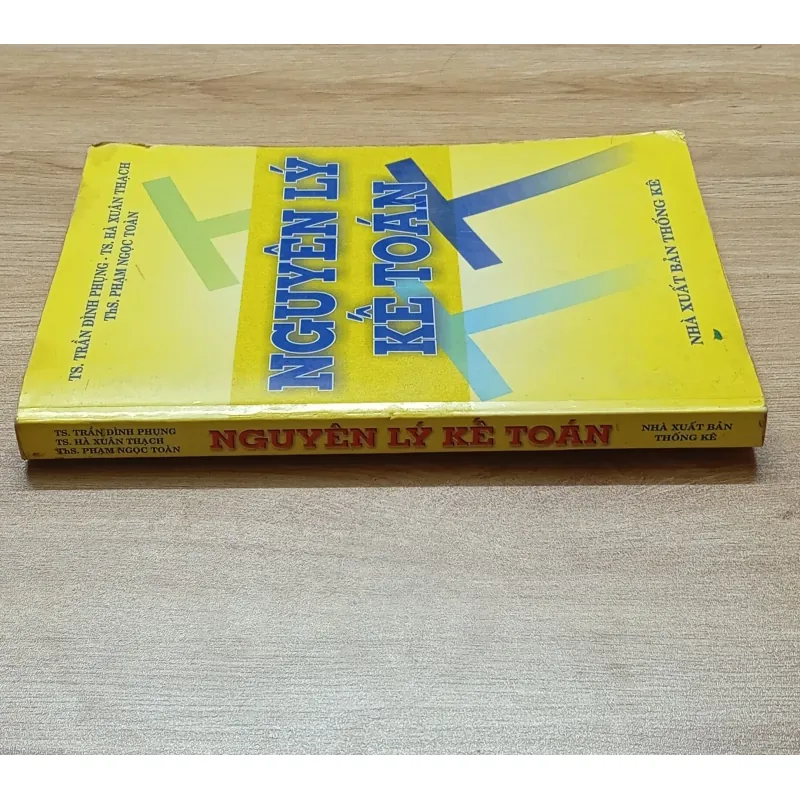 TS. TRẦN ĐÌNH PHỤNG - TS. HÀ XUÂN THẠCH
ThS. PHẠM NGỌC TOÀN
NGUYÊN LÝ
KẾ TOÁN
NHÀ XUẤT BẢN THỐNG KÊ
TS. TRẦN ĐÌNH PHỤNG
TS. HÀ XUÂN THẠCH
ThS. PHẠM NGỌC TOÀN
NGUYÊN LÝ KẾ TOÁN
NHÀ XUẤT BẢN
THỐNG KÊ